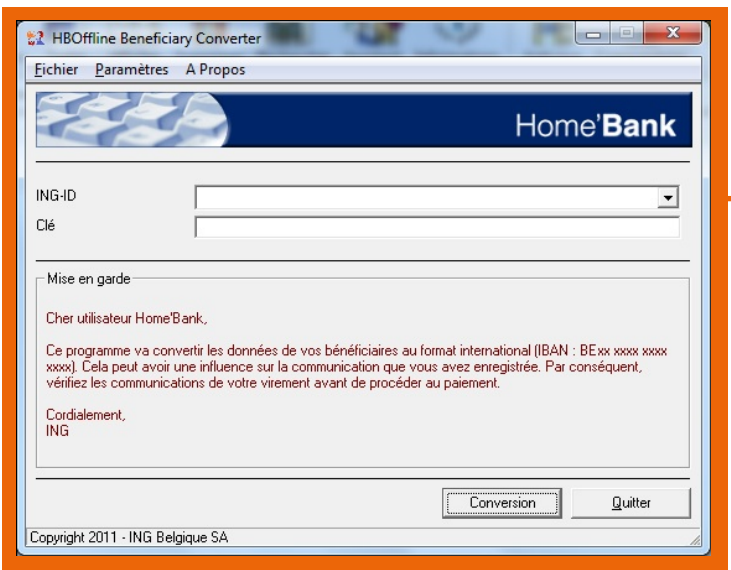 HBOffline Beneficiary Converter
Fichier Paramètres A Propos
Home'Bank
ING-ID
Clé
Mise en garde
Cher utilisateur Home'Bank,
Ce programme va convertir les données de vos bénéficiaires au format international (IBAN : BExx xxxx xxxx
xxxx). Cela peut avoir une influence sur la communication que vous avez enregistrée. Par conséquent,
vérifiez les communications de votre virement avant de procéder au paiement.
Cordialement,
ING
Conversion Quitter
Copyright 2011 - ING Belgique SA